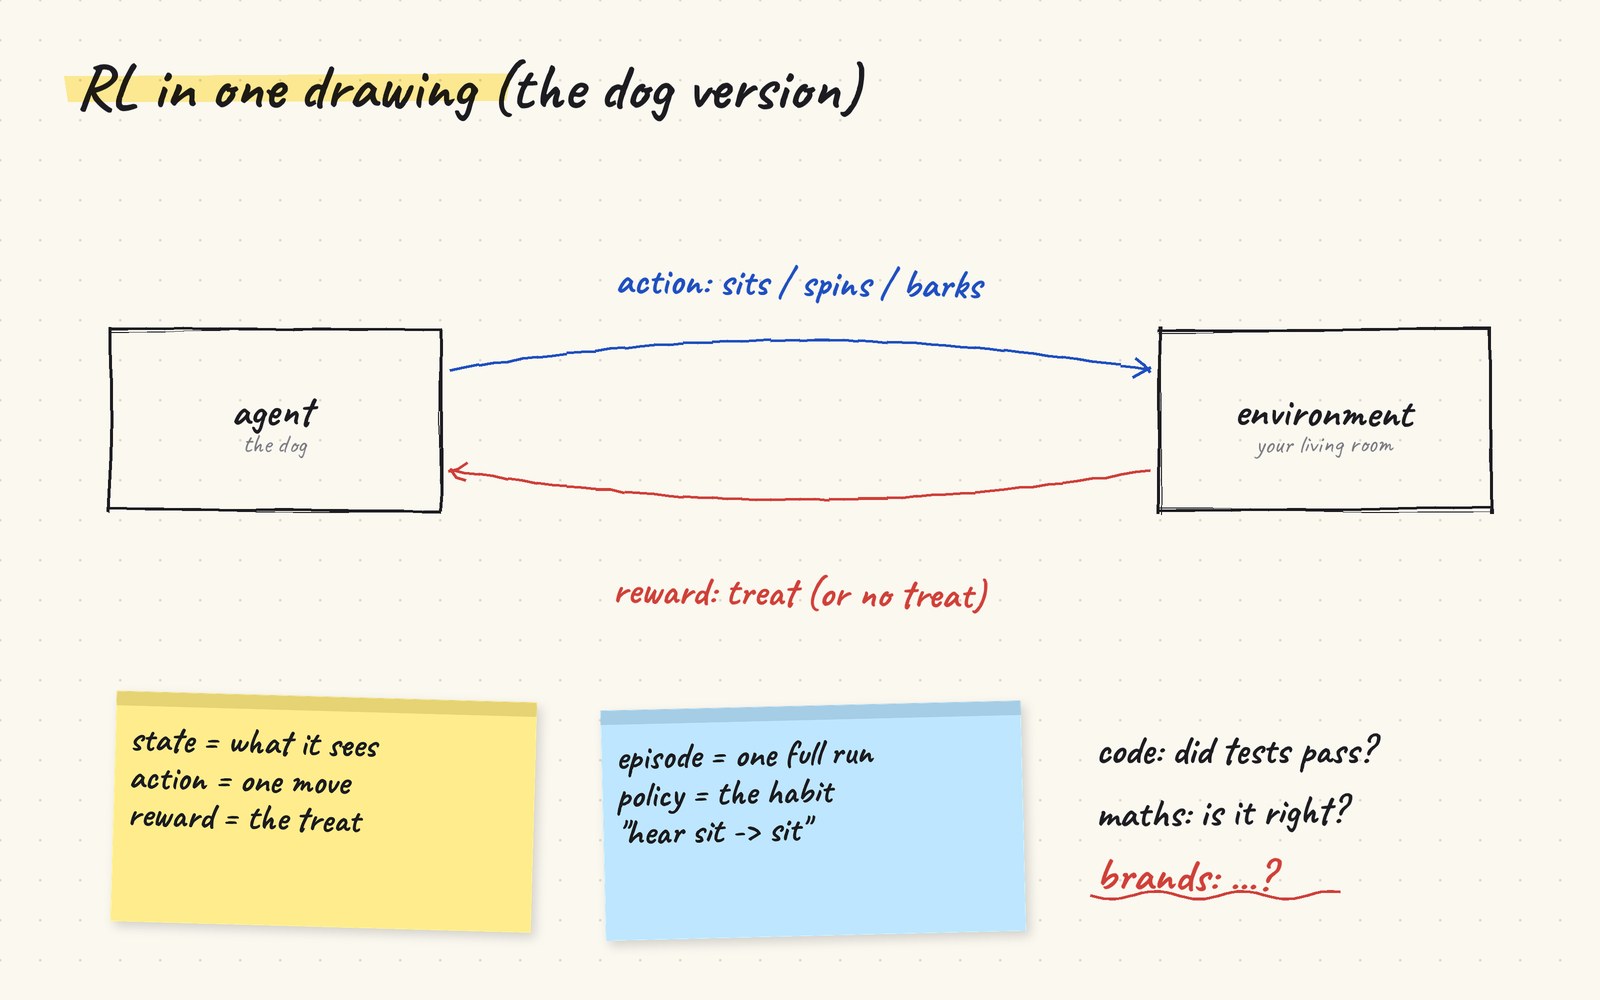 RL in one drawing (the dog version)
action: sits / spins / barks
agent
the dog
environment
your living room
reward: treat (or no treat)
state = what it sees
action = one move
reward = the treat
episode = one full run
policy = the habit
"hear sit -> sit"
code: did tests pass?
maths: is it right?
brands: ...?